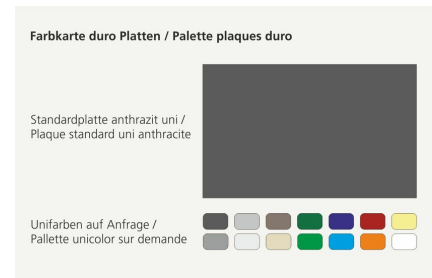 Farbkarte duro Platten / Palette plaques duro
Standardplatte anthrazit uni /
Plaque standard uni anthracite
Unifarben auf Anfrage /
Pallette unicolor sur demande